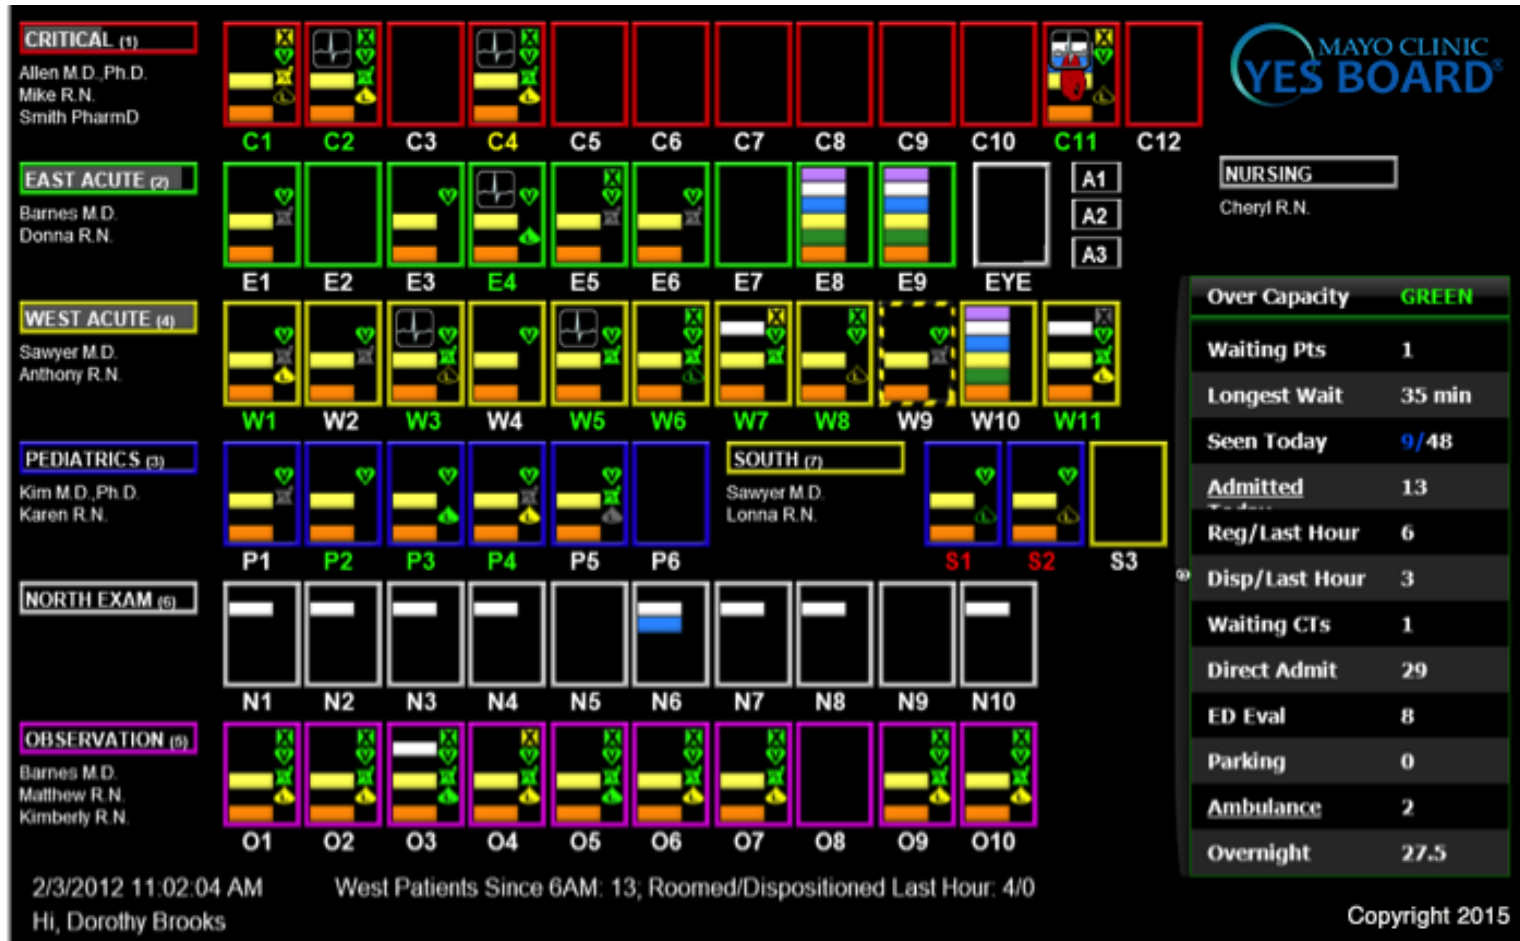 CRITICAL (1)
Allen M.D.,Ph.D.
Mike R.N.
Smith PharmD
C1 C2 C3 C4 C5 C6 C7 C8 C9 C10 C11 C12
MAYO CLINIC
YES BOARD®
EAST ACUTE (2)
Barnes M.D.
Donna R.N.
E1 E2 E3 E4 E5 E6 E7 E8 E9 EYE
A1
A2
A3
NURSING
Cheryl R.N.
WEST ACUTE (4)
Sawyer M.D.
Anthony R.N.
W1 W2 W3 W4 W5 W6 W7 W8 W9 W10 W11
PEDIATRICS (3)
Kim M.D.,Ph.D.
Karen R.N.
P1 P2 P3 P4 P5 P6
SOUTH (7)
Sawyer M.D.
Lonna R.N.
S1 S2 S3
NORTH EXAM (6)
N1 N2 N3 N4 N5 N6 N7 N8 N9 N10
OBSERVATION (5)
Barnes M.D.
Matthew R.N.
Kimberly R.N.
O1 O2 O3 O4 O5 O6 O7 O8 O9 O10
Over Capacity GREEN
Waiting Pts 1
Longest Wait 35 min
Seen Today 9/48
Admitted 13
Reg/Last Hour 6
Disp/Last Hour 3
Waiting CTs 1
Direct Admit 29
ED Eval 8
Parking 0
Ambulance 2
Overnight 27.5
2/3/2012 11:02:04 AM West Patients Since 6AM: 13; Roomed/Dispositioned Last Hour: 4/0
Hi, Dorothy Brooks
Copyright 2015